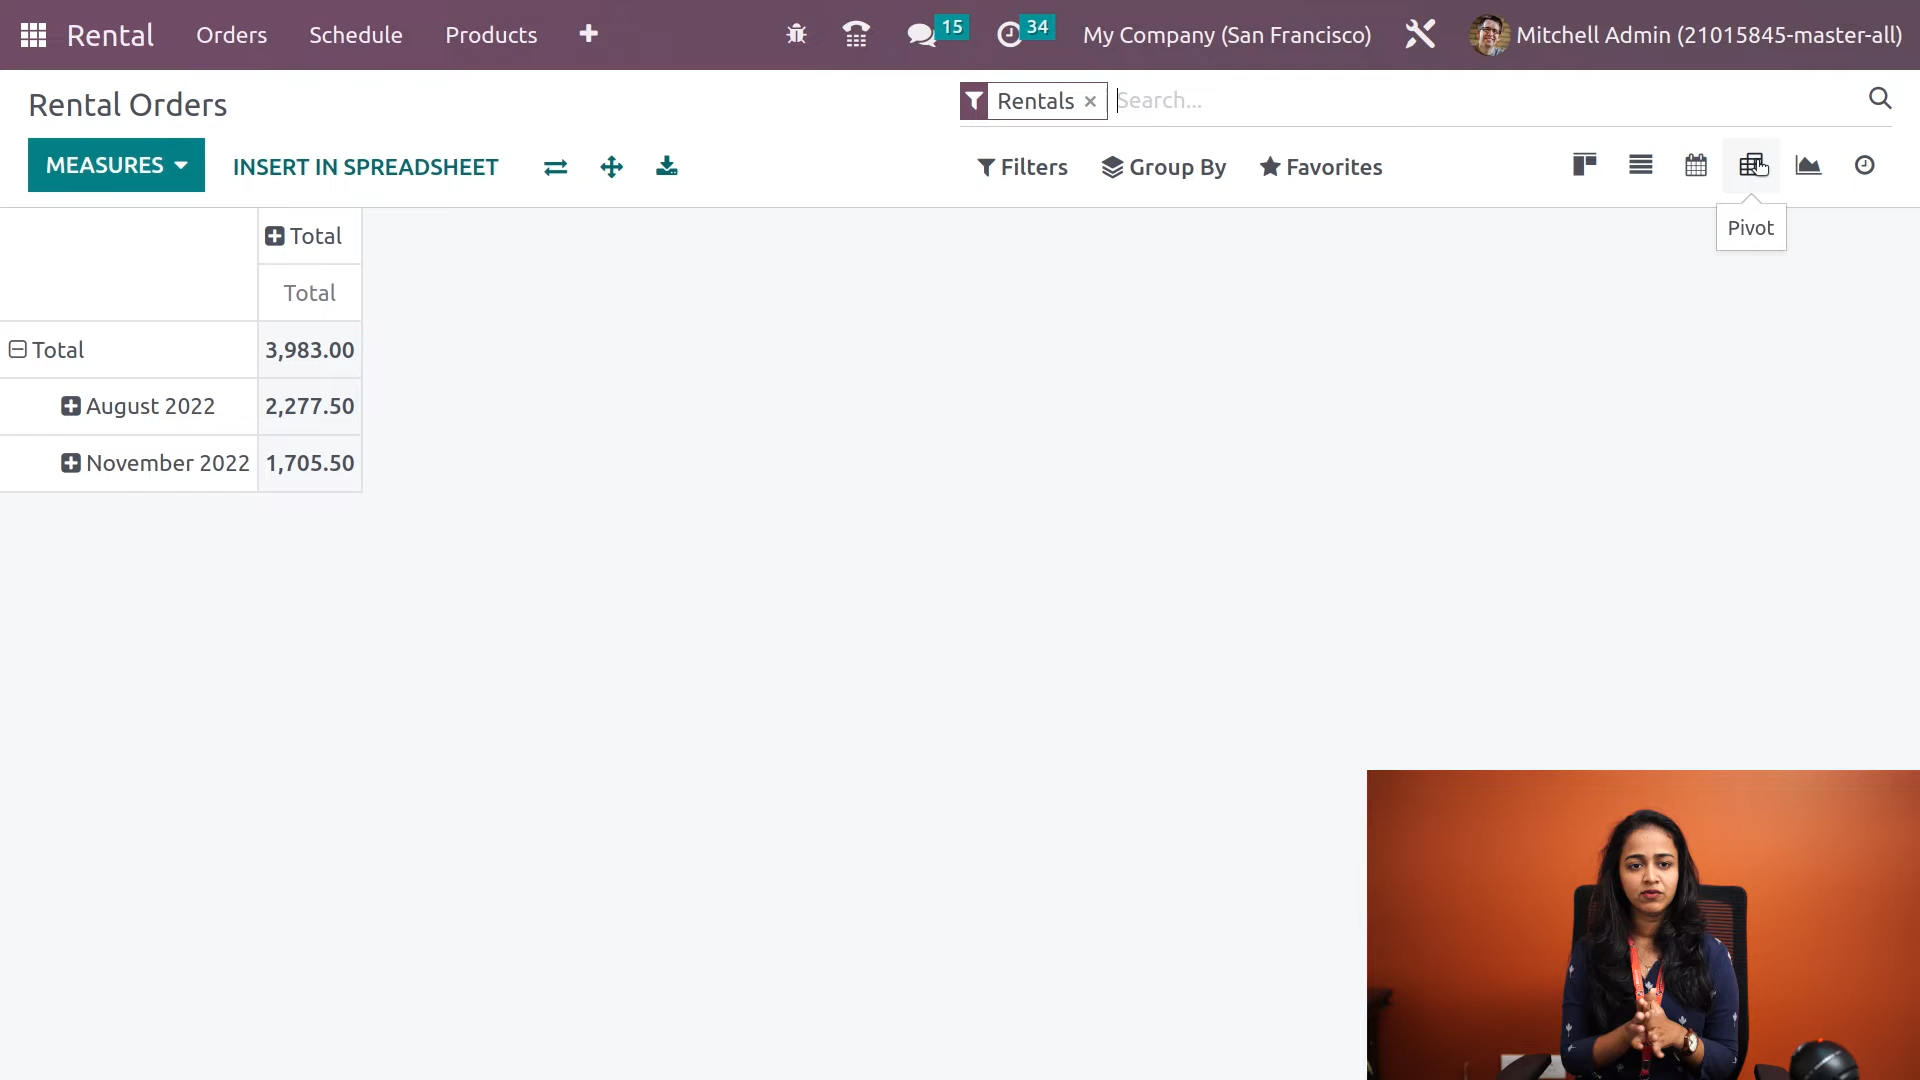 Rental Orders Schedule Products 15 34 My Company (San Francisco) Mitchell Admin (21015845-master-all)
Rental Orders Rentals × Search...
MEASURES INSERT IN SPREADSHEET Filters Group By Favorites
Pivot
Total
Total
Total 3,983.00
August 2022 2,277.50
November 2022 1,705.50